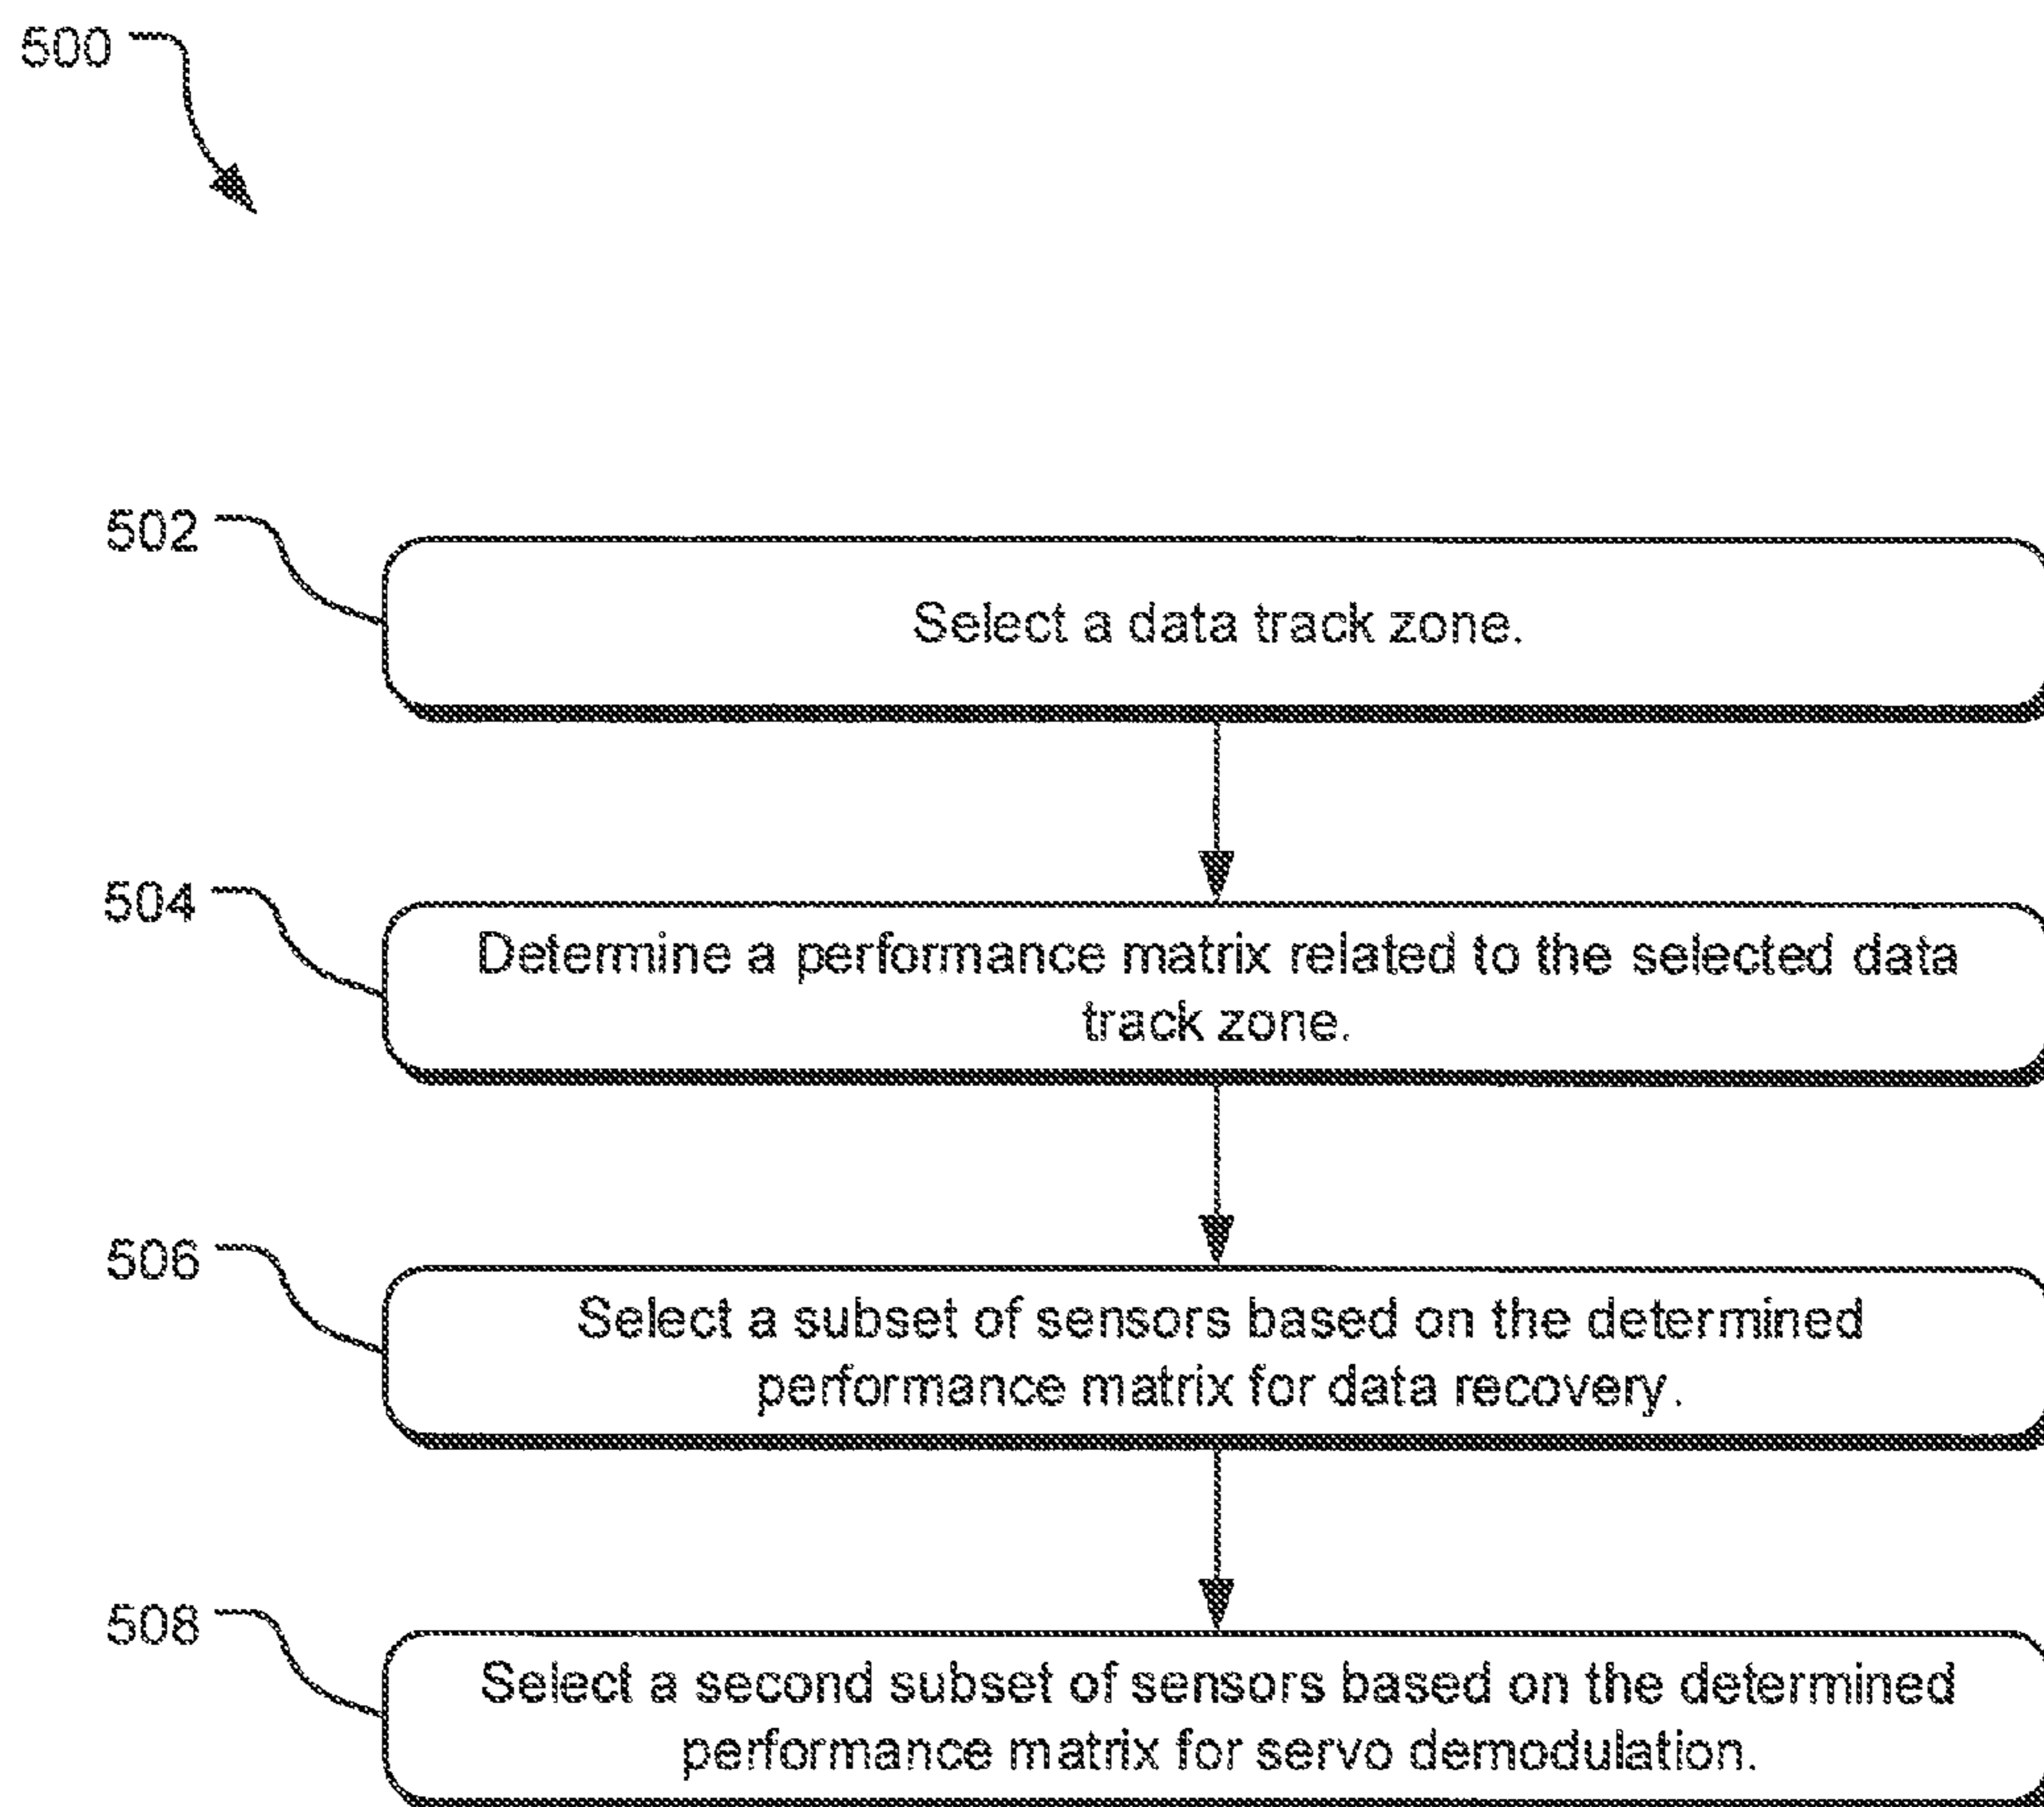 500
502
Select a data track zone.
504
Determine a performance matrix related to the selected data
track zone.
506
Select a subset of sensors based on the determined
performance matrix for data recovery.
508
Select a second subset of sensors based on the determined
performance matrix for servo demodulation.